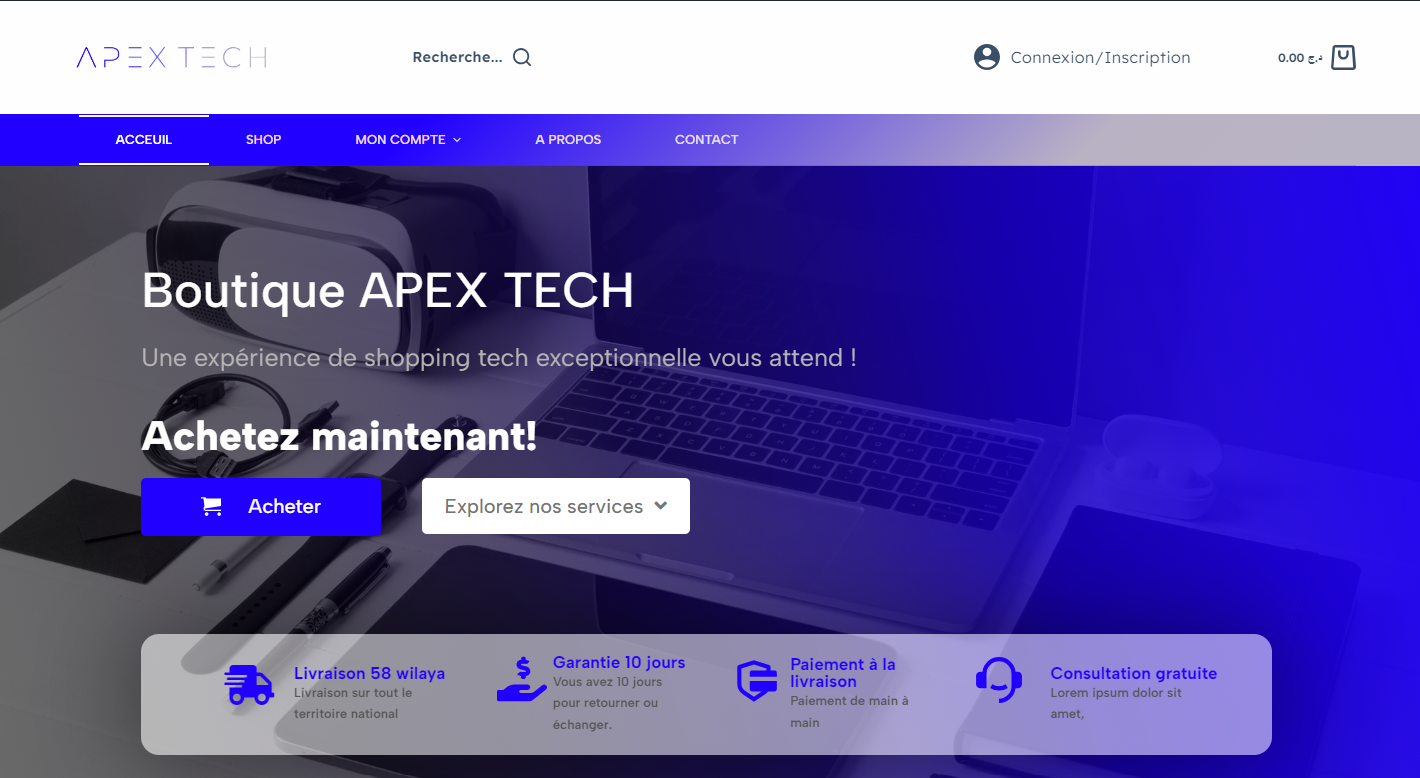 APEX TECH
Recherche...
Connexion/Inscription
0.00 د.ج
ACCEUIL
SHOP
MON COMPTE
A PROPOS
CONTACT
Boutique APEX TECH
Une expérience de shopping tech exceptionnelle vous attend !
Achetez maintenant!
Acheter
Explorez nos services
Livraison 58 wilaya
Livraison sur tout le
territoire national
Garantie 10 jours
Vous avez 10 jours
pour retourner ou
échanger.
Paiement à la
livraison
Paiement de main à
main
Consultation gratuite
Lorem ipsum dolor sit
amet,